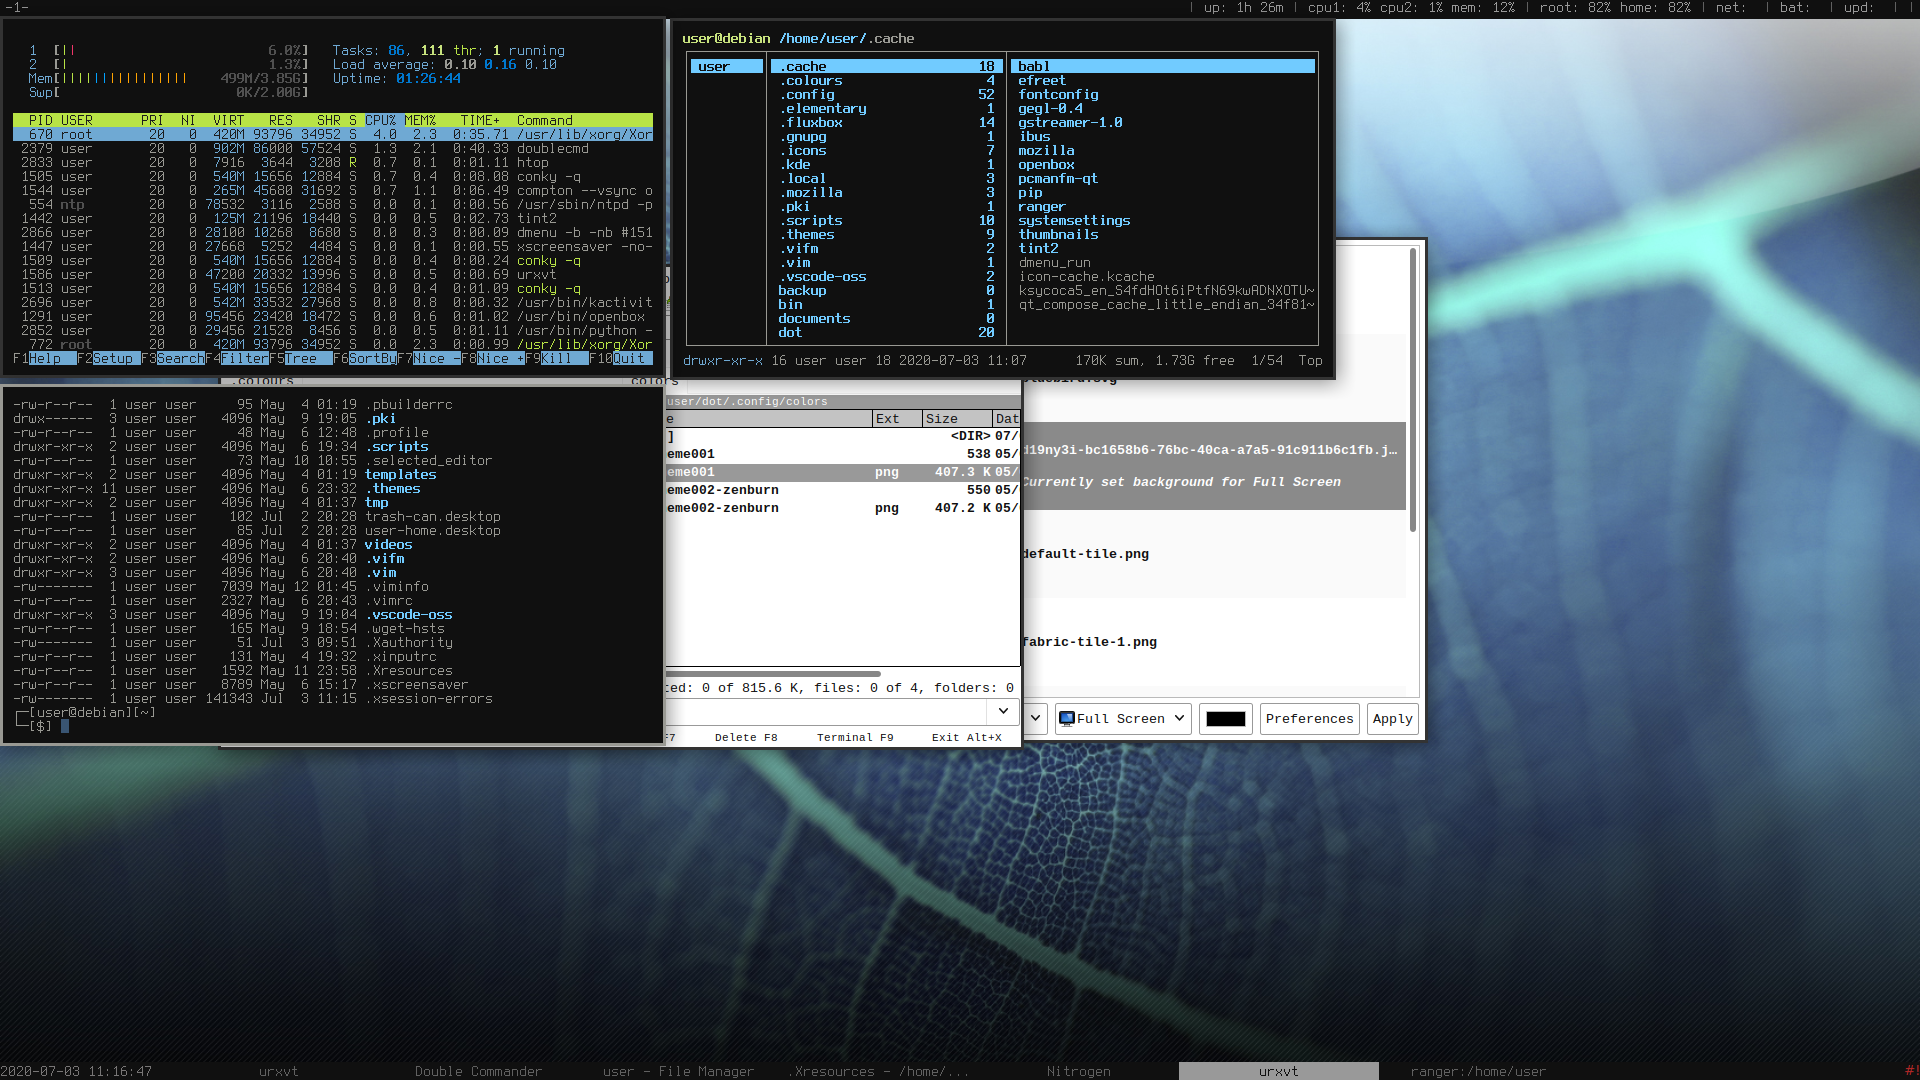 -1-
| up: 1h 26m | cpu1: 4% cpu2: 1% mem: 12% | root: 82% home: 82% | net: | bat: | upd: | |
1 [|| 6.0%] Tasks: 86, 111 thr; 1 running
2 [| 1.3%] Load average: 0.10 0.16 0.10
Mem[|||||||||||||||| 499M/3.85G] Uptime: 01:26:44
Swp[ 0K/2.00G]
PID USER PRI NI VIRT RES SHR S CPU% MEM% TIME+ Command
670 root 20 0 420M 93796 34952 S 4.0 2.3 0:35.71 /usr/lib/xorg/Xor
2379 user 20 0 902M 86000 57524 S 1.3 2.1 0:40.33 doublecmd
2833 user 20 0 7916 3644 3208 R 0.7 0.1 0:01.11 htop
1505 user 20 0 540M 15656 12884 S 0.7 0.4 0:08.08 conky -q
1544 user 20 0 265M 45680 31692 S 0.7 1.1 0:06.49 compton --vsync o
554 ntp 20 0 78532 3116 2588 S 0.0 0.1 0:00.56 /usr/sbin/ntpd -p
1442 user 20 0 125M 21196 18440 S 0.0 0.5 0:02.73 tint2
2866 user 20 0 28100 10268 8680 S 0.0 0.3 0:00.09 dmenu -b -nb #151
1447 user 20 0 27668 5252 4484 S 0.0 0.1 0:00.55 xscreensaver -no-
1509 user 20 0 540M 15656 12884 S 0.0 0.4 0:00.24 conky -q
1586 user 20 0 47200 20332 13996 S 0.0 0.5 0:00.69 urxvt
1513 user 20 0 540M 15656 12884 S 0.0 0.4 0:01.09 conky -q
2696 user 20 0 542M 33532 27968 S 0.0 0.8 0:00.32 /usr/bin/kactivit
1291 user 20 0 95456 23420 18472 S 0.0 0.6 0:01.02 /usr/bin/openbox
2852 user 20 0 29456 21528 8456 S 0.0 0.5 0:01.11 /usr/bin/python -
772 root 20 0 420M 93796 34952 S 0.0 2.3 0:00.99 /usr/lib/xorg/Xor
F1Help F2Setup F3SearchF4FilterF5Tree F6SortByF7Nice -F8Nice +F9Kill F10Quit
user@debian /home/user/.cache
user .cache 18 babl
.colours 4 efreet
.config 52 fontconfig
.elementary 1 gegl-0.4
.fluxbox 14 gstreamer-1.0
.gnupg 1 ibus
.icons 7 mozilla
.kde 1 openbox
.local 3 pcmanfm-qt
.mozilla 3 pip
.pki 1 ranger
.scripts 10 systemsettings
.themes 9 thumbnails
.vifm 2 tint2
.vim 1 dmenu_run
.vscode-oss 2 icon-cache.kcache
backup 0 ksycoca5_en_S4fdHOt6iPtfN69kwADNXOTU~
bin 1 qt_compose_cache_little_endian_34f81~
documents 0
dot 20
drwxr-xr-x 16 user user 18 2020-07-03 11:07 170K sum, 1.73G free 1/54 Top
-rw-r--r-- 1 user user 95 May 4 01:19 .pbuilderrc
drwx------ 3 user user 4096 May 9 19:05 .pki
-rw-r--r-- 1 user user 48 May 6 12:48 .profile
drwxr-xr-x 2 user user 4096 May 6 19:34 .scripts
-rw-r--r-- 1 user user 73 May 10 10:55 .selected_editor
drwxr-xr-x 2 user user 4096 May 4 01:19 templates
drwxr-xr-x 11 user user 4096 May 6 23:32 .themes
drwxr-xr-x 2 user user 4096 May 4 01:37 tmp
-rw-r--r-- 1 user user 102 Jul 2 20:28 trash-can.desktop
-rw-r--r-- 1 user user 85 Jul 2 20:28 user-home.desktop
drwxr-xr-x 2 user user 4096 May 4 01:37 videos
drwxr-xr-x 2 user user 4096 May 6 20:40 .vifm
drwxr-xr-x 3 user user 4096 May 6 20:40 .vim
-rw------- 1 user user 7039 May 12 01:45 .viminfo
-rw-r--r-- 1 user user 2327 May 6 20:43 .vimrc
drwxr-xr-x 3 user user 4096 May 9 19:04 .vscode-oss
-rw-r--r-- 1 user user 165 May 9 18:54 .wget-hsts
-rw------- 1 user user 51 Jul 3 09:51 .Xauthority
-rw-r--r-- 1 user user 131 May 4 19:32 .xinputrc
-rw-r--r-- 1 user user 1592 May 11 23:58 .Xresources
-rw-r--r-- 1 user user 8789 May 6 15:17 .xscreensaver
-rw------- 1 user user 141343 Jul 3 11:15 .xsession-errors
┌─[user@debian][~]
└─[$]
user/dot/.config/colors
e Ext Size Dat
] <DIR> 07/
eme001 538 05/
eme001 png 407.3 K 05/
eme002-zenburn 550 05/
eme002-zenburn png 407.2 K 05/
ted: 0 of 815.6 K, files: 0 of 4, folders: 0
F7 Delete F8 Terminal F9 Exit Alt+X
d19ny3i-bc1658b6-76bc-40ca-a7a5-91c911b6c1fb.j…
Currently set background for Full Screen
default-tile.png
fabric-tile-1.png
Full Screen Preferences Apply
2020-07-03 11:16:47 urxvt Double Commander user - File Manager .Xresources - /home/... Nitrogen urxvt ranger:/home/user #!